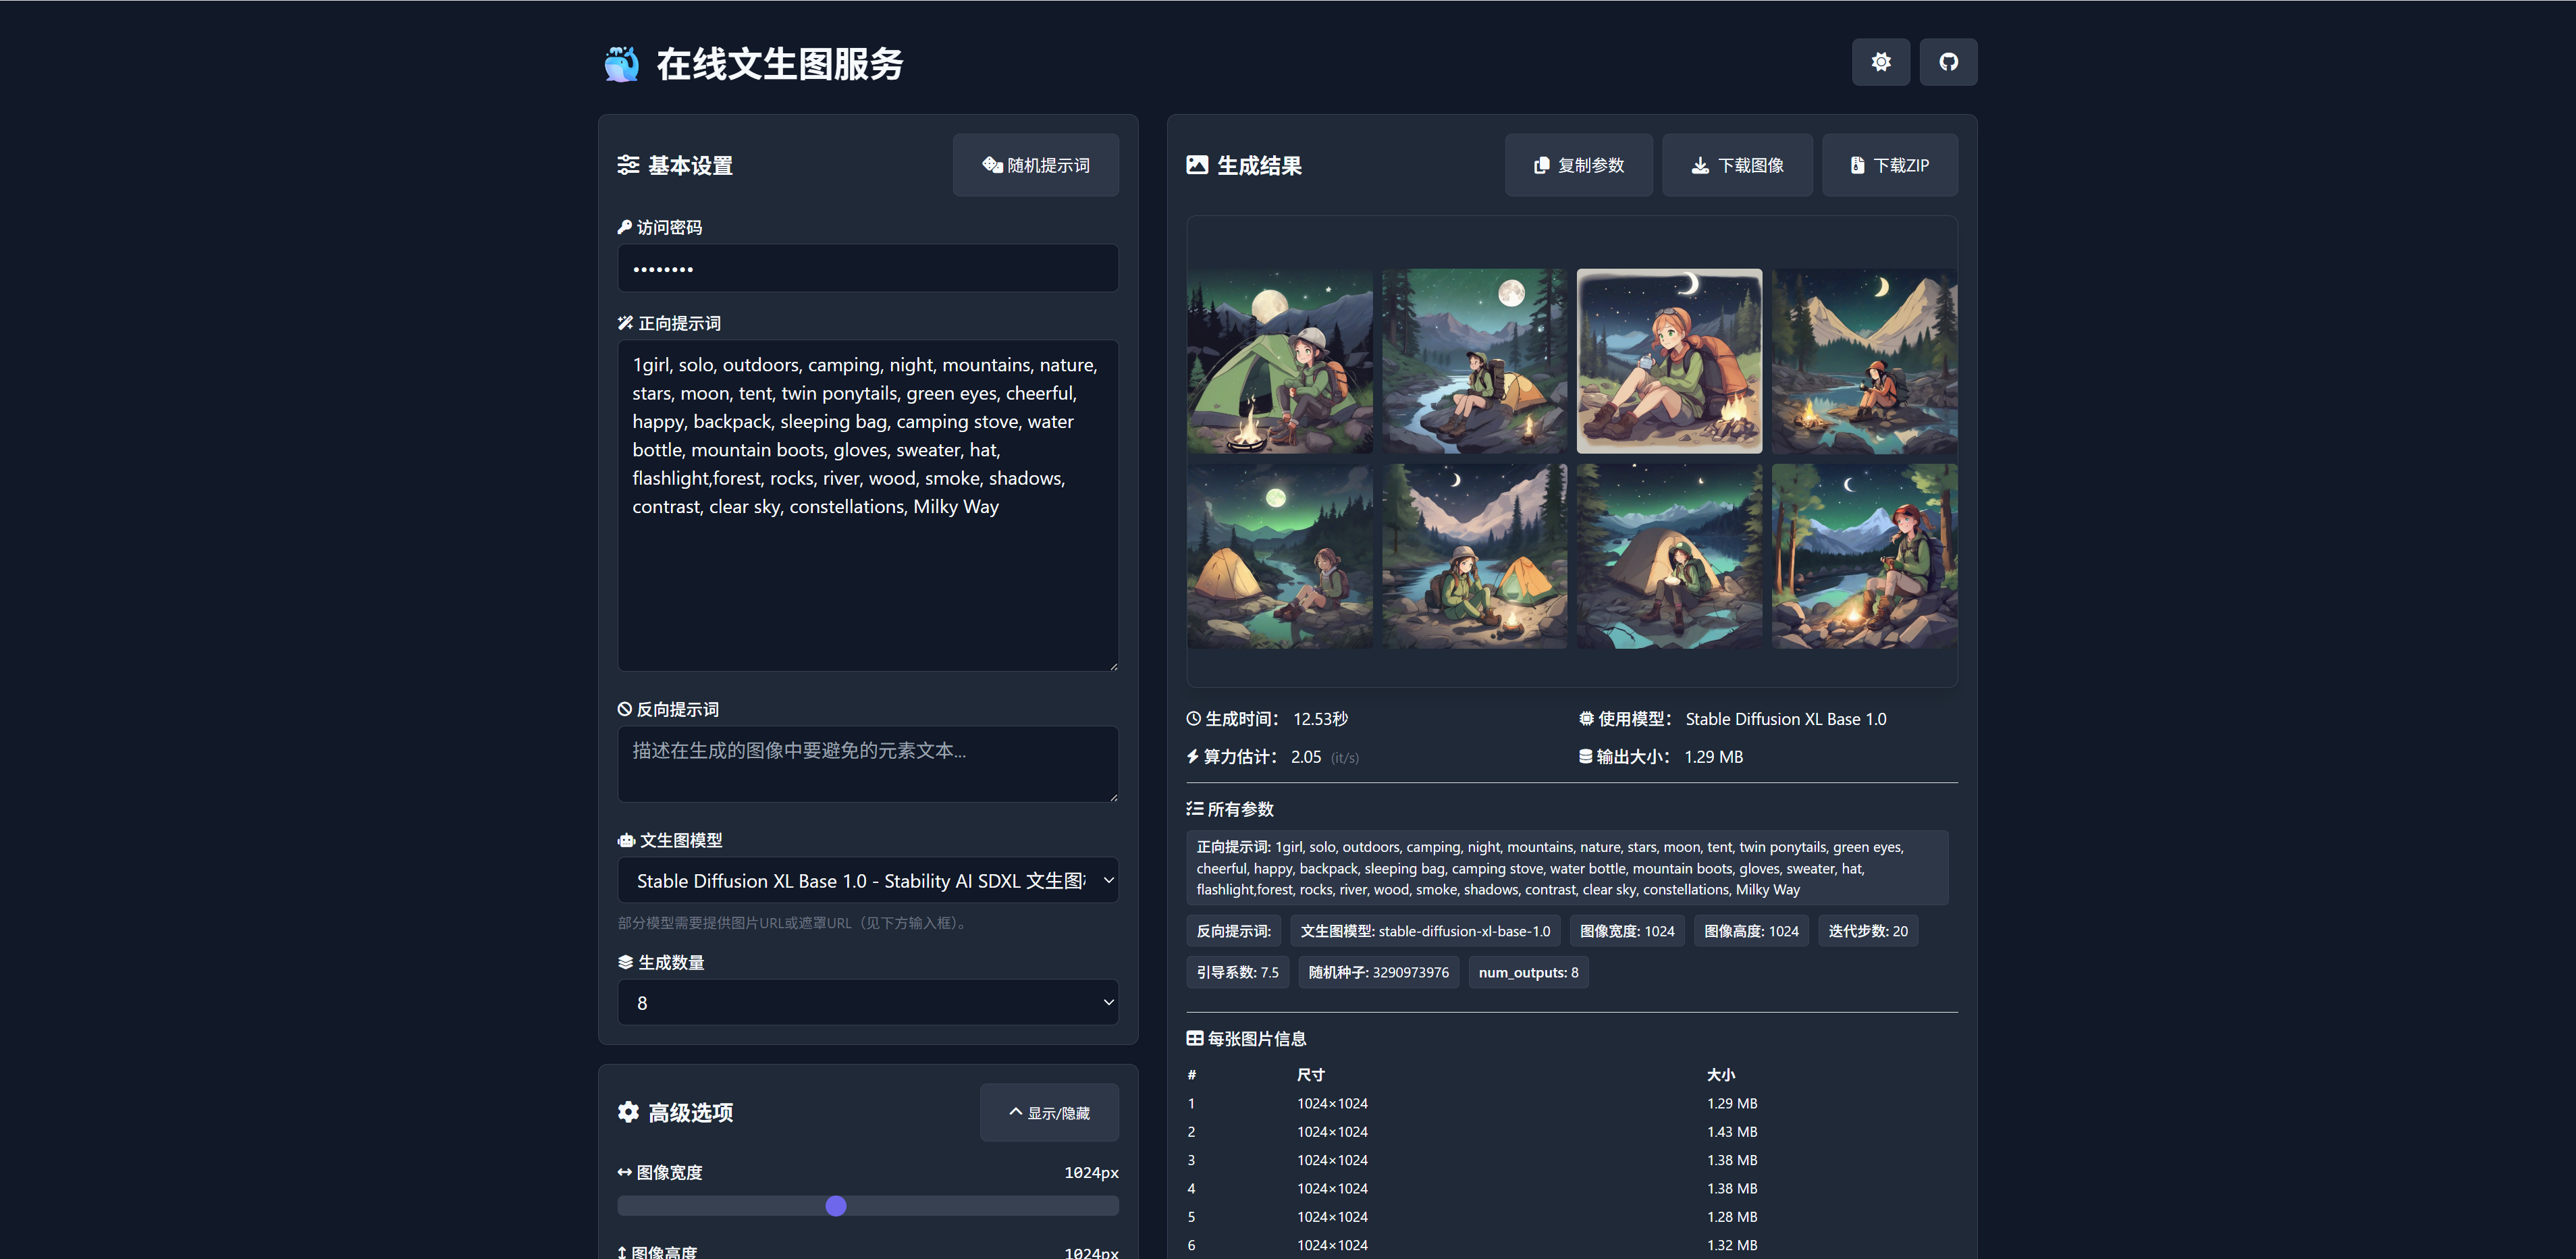 在线文生图服务
基本设置
随机提示词
访问密码
••••••••
正向提示词
1girl, solo, outdoors, camping, night, mountains, nature,
stars, moon, tent, twin ponytails, green eyes, cheerful,
happy, backpack, sleeping bag, camping stove, water
bottle, mountain boots, gloves, sweater, hat,
flashlight,forest, rocks, river, wood, smoke, shadows,
contrast, clear sky, constellations, Milky Way
反向提示词
描述在生成的图像中要避免的元素文本...
文生图模型
Stable Diffusion XL Base 1.0 - Stability AI SDXL 文生图
部分模型需要提供图片URL或遮罩URL（见下方输入框）。
生成数量
8
高级选项
显示/隐藏
图像宽度
1024px
图像高度
1024px
生成结果
复制参数
下载图像
下载ZIP
生成时间： 12.53秒
使用模型： Stable Diffusion XL Base 1.0
算力估计： 2.05 (it/s)
输出大小： 1.29 MB
所有参数
正向提示词: 1girl, solo, outdoors, camping, night, mountains, nature, stars, moon, tent, twin ponytails, green eyes,
cheerful, happy, backpack, sleeping bag, camping stove, water bottle, mountain boots, gloves, sweater, hat,
flashlight,forest, rocks, river, wood, smoke, shadows, contrast, clear sky, constellations, Milky Way
反向提示词:
文生图模型: stable-diffusion-xl-base-1.0
图像宽度: 1024
图像高度: 1024
迭代步数: 20
引导系数: 7.5
随机种子: 3290973976
num_outputs: 8
每张图片信息
# 尺寸 大小
1 1024×1024 1.29 MB
2 1024×1024 1.43 MB
3 1024×1024 1.38 MB
4 1024×1024 1.38 MB
5 1024×1024 1.28 MB
6 1024×1024 1.32 MB